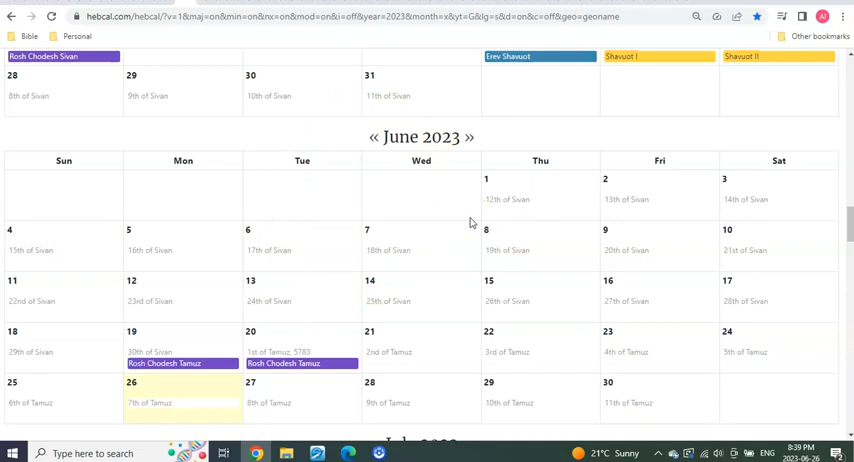 hebcal.com/hebcal/?v=1&maj=on&min=on&nx=on&mod=on&i=off&year=2023&month=x&yt=G&lg=s&d=on&c=off&geo=geoname
AI
Bible Personal Other bookmarks
Rosh Chodesh Sivan Erev Shavuot Shavuot I Shavuot II
28 29 30 31
8th of Sivan 9th of Sivan 10th of Sivan 11th of Sivan
« June 2023 »
Sun Mon Tue Wed Thu Fri Sat
1 2 3
12th of Sivan 13th of Sivan 14th of Sivan
4 5 6 7 8 9 10
15th of Sivan 16th of Sivan 17th of Sivan 18th of Sivan 19th of Sivan 20th of Sivan 21st of Sivan
11 12 13 14 15 16 17
22nd of Sivan 23rd of Sivan 24th of Sivan 25th of Sivan 26th of Sivan 27th of Sivan 28th of Sivan
18 19 20 21 22 23 24
29th of Sivan 30th of Sivan 1st of Tamuz, 5783 2nd of Tamuz 3rd of Tamuz 4th of Tamuz 5th of Tamuz
Rosh Chodesh Tamuz Rosh Chodesh Tamuz
25 26 27 28 29 30
6th of Tamuz 7th of Tamuz 8th of Tamuz 9th of Tamuz 10th of Tamuz 11th of Tamuz
Type here to search 21°C Sunny ENG 8:39 PM
2023-06-26
2